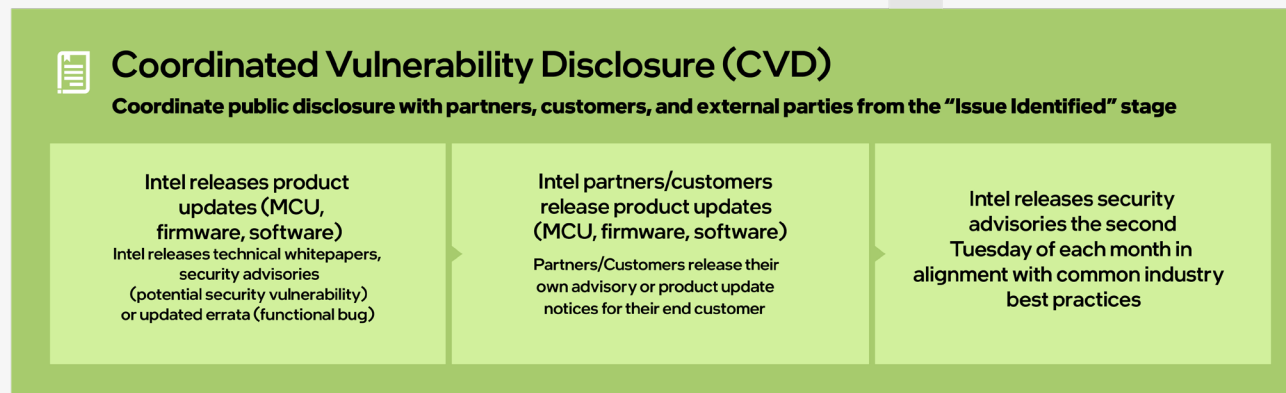 Coordinated Vulnerability Disclosure (CVD)
Coordinate public disclosure with partners, customers, and external parties from the “Issue Identified” stage
Intel releases product
updates (MCU,
firmware, software)
Intel releases technical whitepapers,
security advisories
(potential security vulnerability)
or updated errata (functional bug)
Intel partners/customers
release product updates
(MCU, firmware, software)
Partners/Customers release their
own advisory or product update
notices for their end customer
Intel releases security
advisories the second
Tuesday of each month in
alignment with common industry
best practices